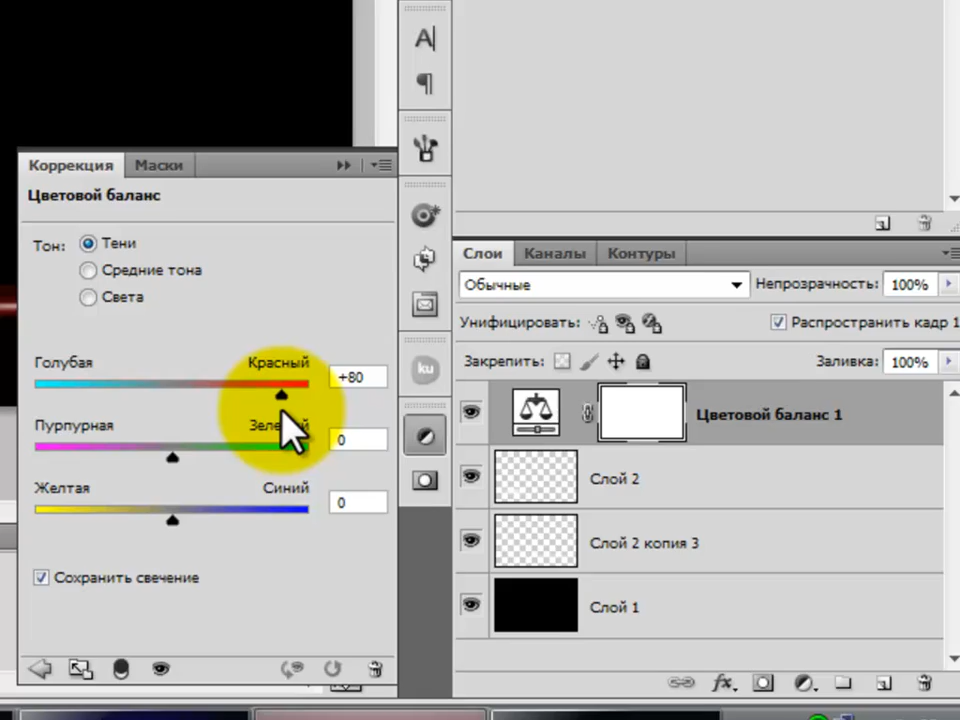 A
Коррекция Маски
Цветовой баланс
Тон: Тени
Средние тона
Света
Голубая Красный +80
Пурпурная 0
Желтая Синий 0
Сохранить свечение
ku
Слои Каналы Контуры
Обычные Непрозрачность: 100%
Унифицировать: Распространить кадр 1
Закрепить: Заливка: 100%
Цветовой баланс 1
Слой 2
Слой 2 копия 3
Слой 1
fx